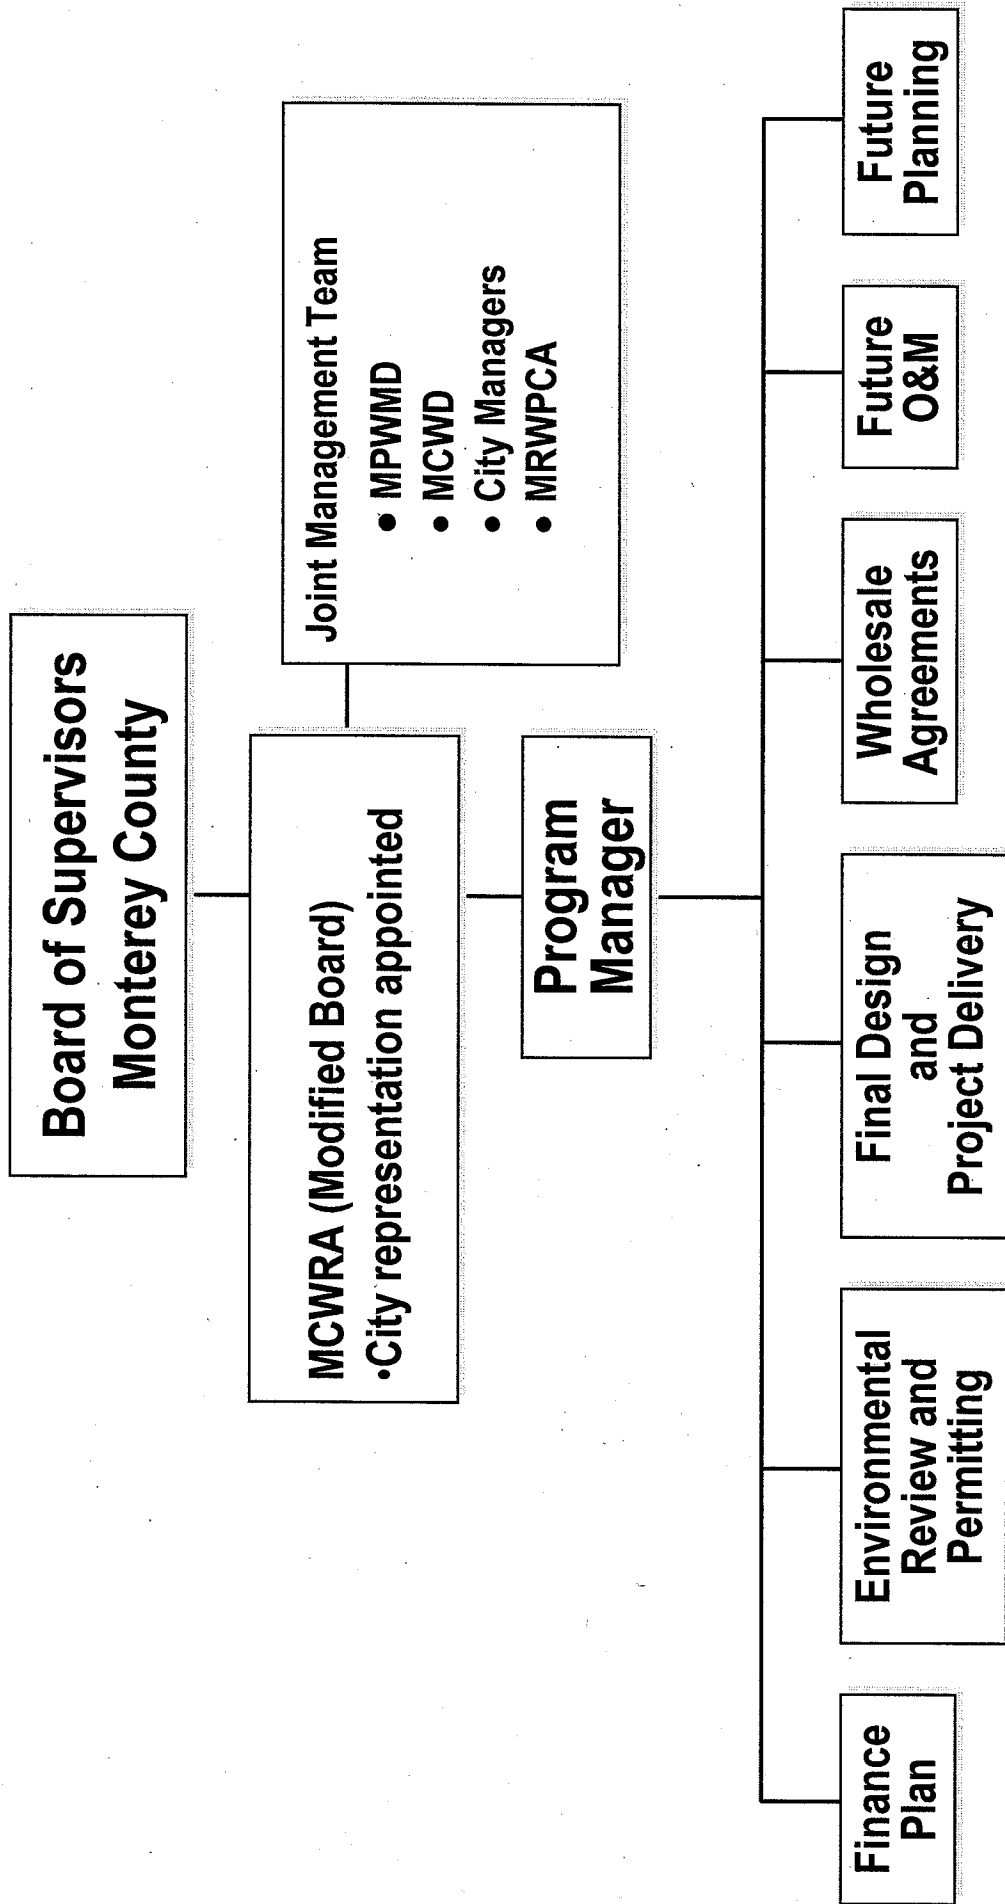 Board of Supervisors
Monterey County
MCWRA (Modified Board)
•City representation appointed
Joint Management Team
● MPWMD
● MCWD
● City Managers
● MRWPCA
Program
Manager
Finance
Plan
Environmental
Review and
Permitting
Final Design
and
Project Delivery
Wholesale
Agreements
Future
O&M
Future
Planning